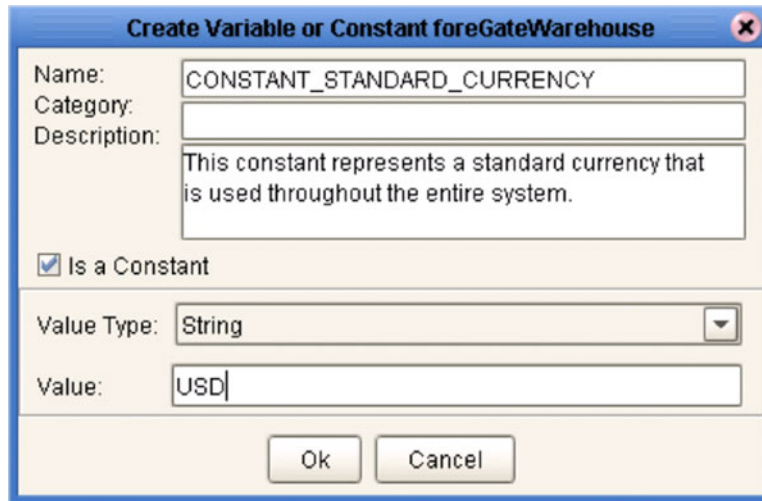 Create Variable or Constant foreGateWarehouse
Name: CONSTANT_STANDARD_CURRENCY
Category:
Description: This constant represents a standard currency that
is used throughout the entire system.
Is a Constant
Value Type: String
Value: USD
Ok Cancel